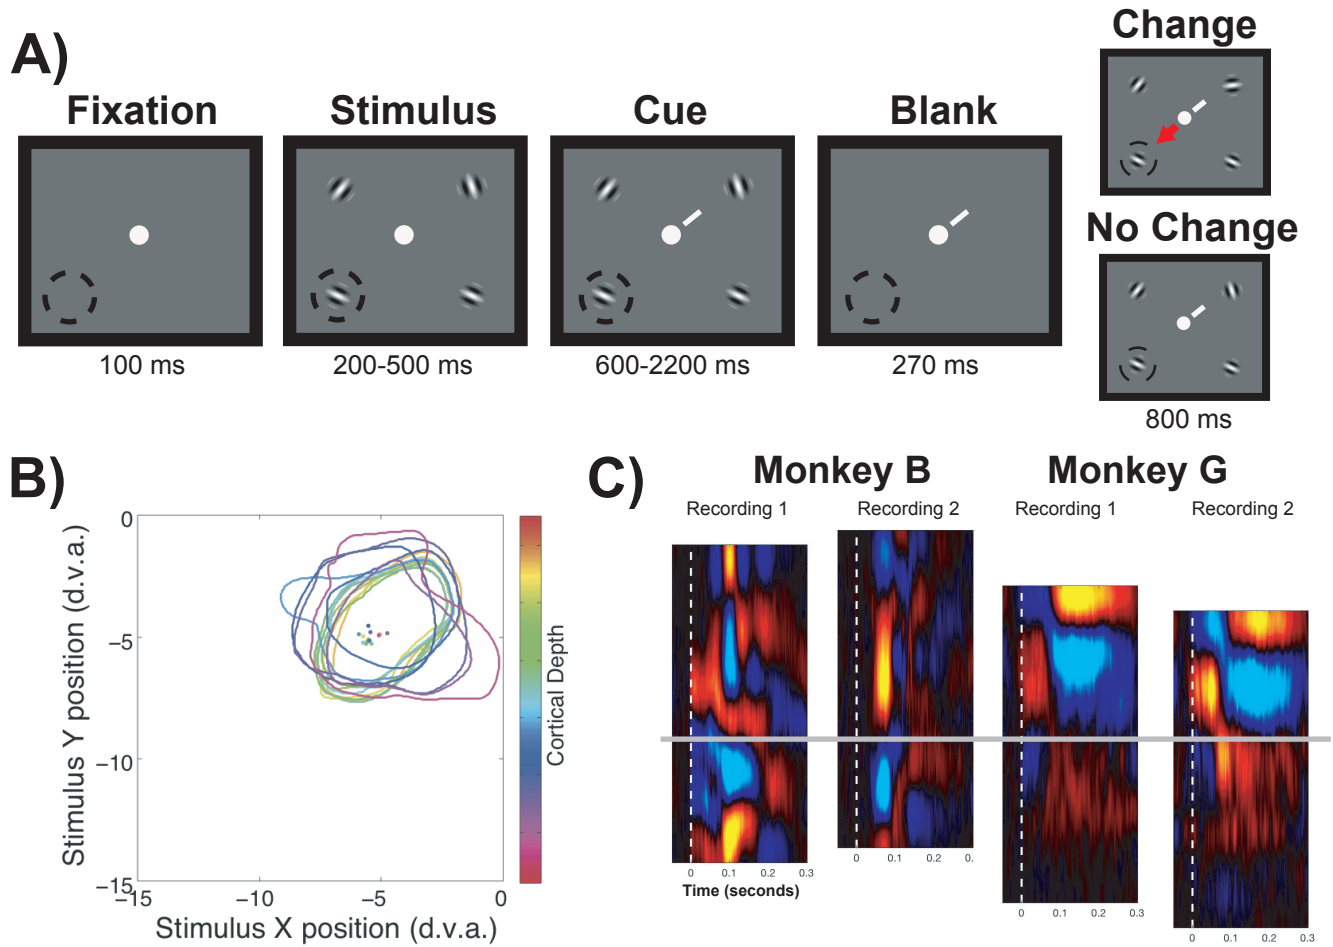 A)
Fixation
Stimulus
Cue
Blank
Change
No Change
100 ms
200-500 ms
600-2200 ms
270 ms
800 ms
B)
0
−5
−10
−15
Stimulus Y position (d.v.a.)
−15
−10
−5
0
Stimulus X position (d.v.a.)
Cortical Depth
C)
Monkey B
Monkey G
Recording 1
Recording 2
Recording 1
Recording 2
0
0.1
0.2
0.3
Time (seconds)
0
0.1
0.2
0.
0
0.1
0.2
0.3
0
0.1
0.2
0.3